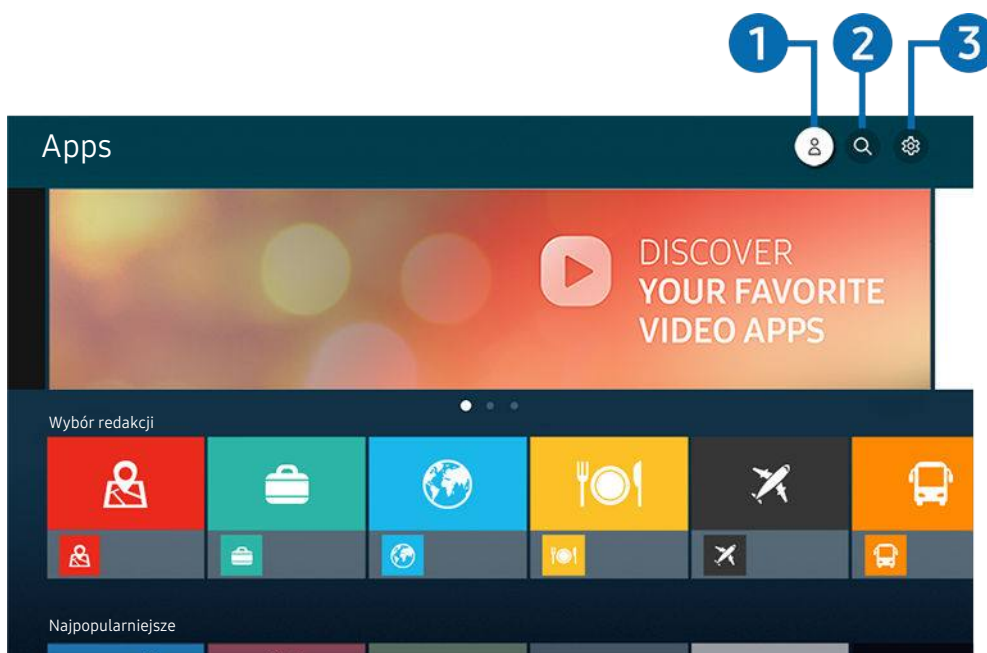 1 2 3
Apps
DISCOVER
YOUR FAVORITE
VIDEO APPS
Wybór redakcji
Najpopularniejsze